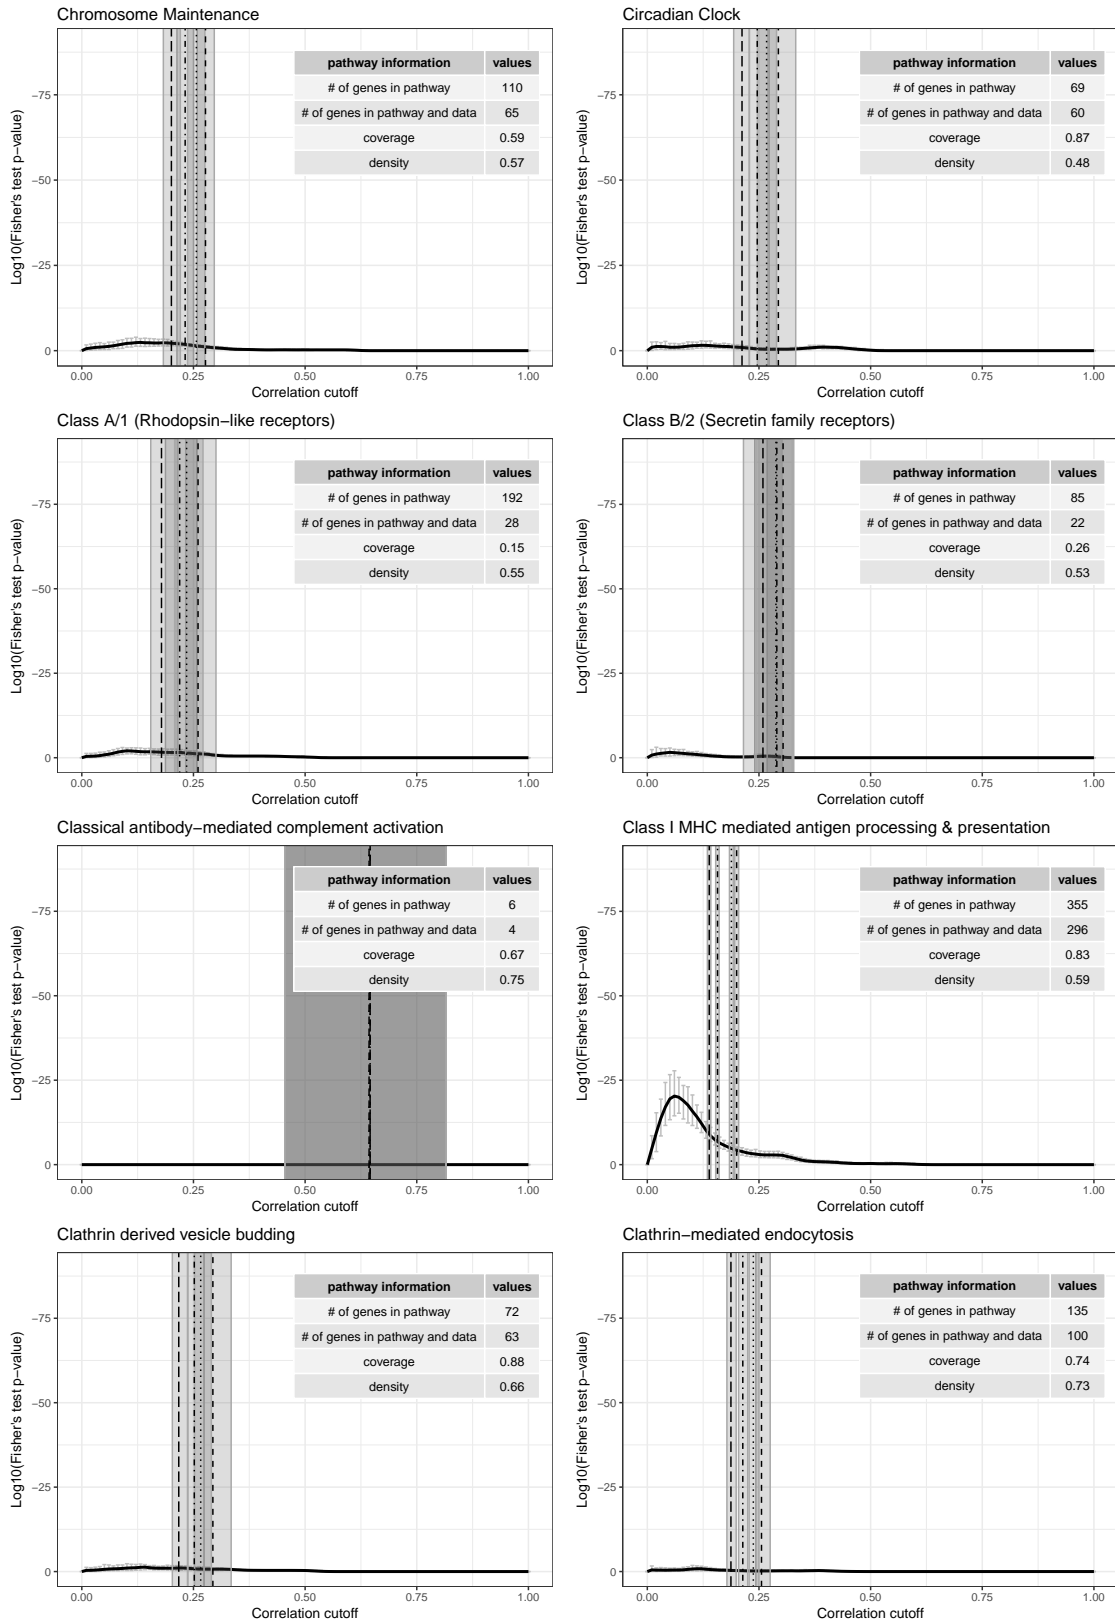 Chromosome Maintenance
Log10(Fisher's test p−value)
−75
−50
−25
0
pathway information values
# of genes in pathway 110
# of genes in pathway and data 65
coverage 0.59
density 0.57
0.00 0.25 0.50 0.75 1.00
Correlation cutoff
Circadian Clock
Log10(Fisher's test p−value)
−75
−50
−25
0
pathway information values
# of genes in pathway 69
# of genes in pathway and data 60
coverage 0.87
density 0.48
0.00 0.25 0.50 0.75 1.00
Correlation cutoff
Class A/1 (Rhodopsin−like receptors)
Log10(Fisher's test p−value)
−75
−50
−25
0
pathway information values
# of genes in pathway 192
# of genes in pathway and data 28
coverage 0.15
density 0.55
0.00 0.25 0.50 0.75 1.00
Correlation cutoff
Class B/2 (Secretin family receptors)
Log10(Fisher's test p−value)
−75
−50
−25
0
pathway information values
# of genes in pathway 85
# of genes in pathway and data 22
coverage 0.26
density 0.53
0.00 0.25 0.50 0.75 1.00
Correlation cutoff
Classical antibody−mediated complement activation
Log10(Fisher's test p−value)
−75
−50
−25
0
pathway information values
# of genes in pathway 6
# of genes in pathway and data 4
coverage 0.67
density 0.75
0.00 0.25 0.50 0.75 1.00
Correlation cutoff
Class I MHC mediated antigen processing & presentation
Log10(Fisher's test p−value)
−75
−50
−25
0
pathway information values
# of genes in pathway 355
# of genes in pathway and data 296
coverage 0.83
density 0.59
0.00 0.25 0.50 0.75 1.00
Correlation cutoff
Clathrin derived vesicle budding
Log10(Fisher's test p−value)
−75
−50
−25
0
pathway information values
# of genes in pathway 72
# of genes in pathway and data 63
coverage 0.88
density 0.66
0.00 0.25 0.50 0.75 1.00
Correlation cutoff
Clathrin−mediated endocytosis
Log10(Fisher's test p−value)
−75
−50
−25
0
pathway information values
# of genes in pathway 135
# of genes in pathway and data 100
coverage 0.74
density 0.73
0.00 0.25 0.50 0.75 1.00
Correlation cutoff